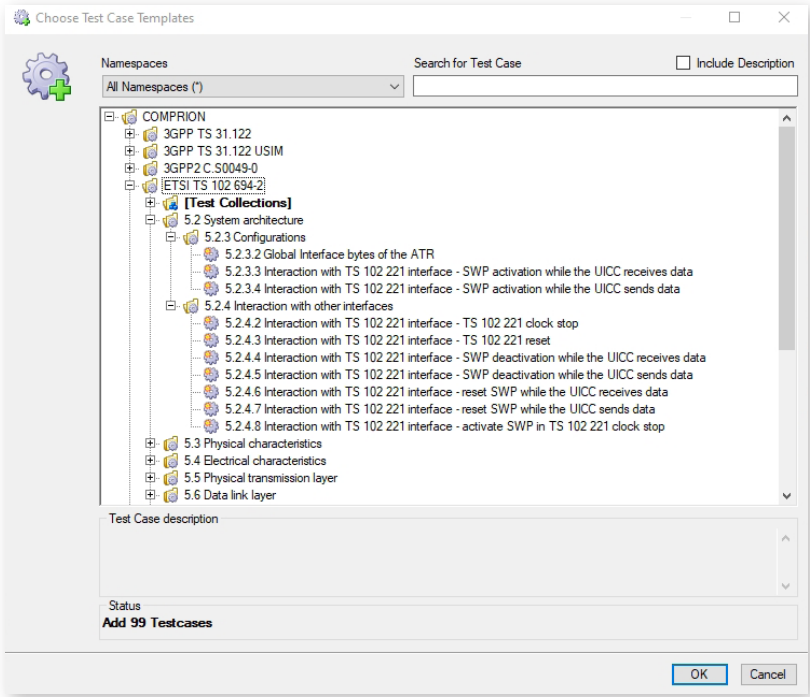 Choose Test Case Templates
Namespaces
Search for Test Case
Include Description
All Namespaces (*)
COMPRION
3GPP TS 31.122
3GPP TS 31.122 USIM
3GPP2 C.S0049-0
ETSI TS 102 694-2
[Test Collections]
5.2 System architecture
5.2.3 Configurations
5.2.3.2 Global Interface bytes of the ATR
5.2.3.3 Interaction with TS 102 221 interface - SWP activation while the UICC receives data
5.2.3.4 Interaction with TS 102 221 interface - SWP activation while the UICC sends data
5.2.4 Interaction with other interfaces
5.2.4.2 Interaction with TS 102 221 interface - TS 102 221 clock stop
5.2.4.3 Interaction with TS 102 221 interface - TS 102 221 reset
5.2.4.4 Interaction with TS 102 221 interface - SWP deactivation while the UICC receives data
5.2.4.5 Interaction with TS 102 221 interface - SWP deactivation while the UICC sends data
5.2.4.6 Interaction with TS 102 221 interface - reset SWP while the UICC receives data
5.2.4.7 Interaction with TS 102 221 interface - reset SWP while the UICC sends data
5.2.4.8 Interaction with TS 102 221 interface - activate SWP in TS 102 221 clock stop
5.3 Physical characteristics
5.4 Electrical characteristics
5.5 Physical transmission layer
5.6 Data link layer
Test Case description
Status
Add 99 Testcases
OK
Cancel